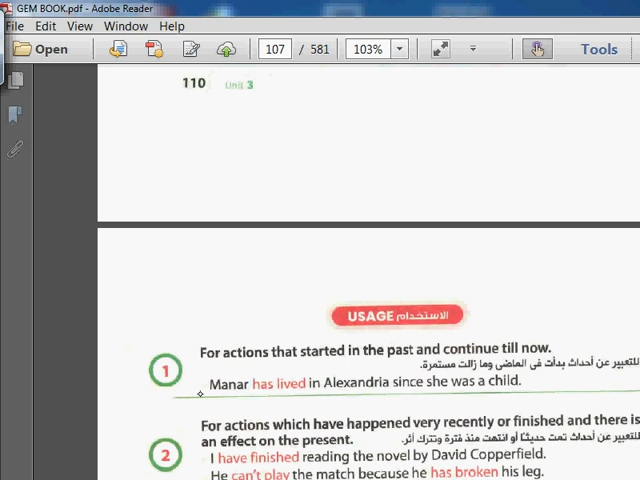 GEM BOOK.pdf - Adobe Reader
File Edit View Window Help
Open 107 / 581 103% Tools
110 Unit 3
USAGE الاستخدام
1
For actions that started in the past and continue till now.
للتعبير عن أحداث بدأت فى الماضى وما زالت مستمرة.
Manar has lived in Alexandria since she was a child.
2
For actions which have happened very recently or finished and there is
an effect on the present.
للتعبير عن أحداث تمت حديثًا أو انتهت منذ فترة وتترك أثر.
I have finished reading the novel by David Copperfield.
He can't play the match because he has broken his leg.